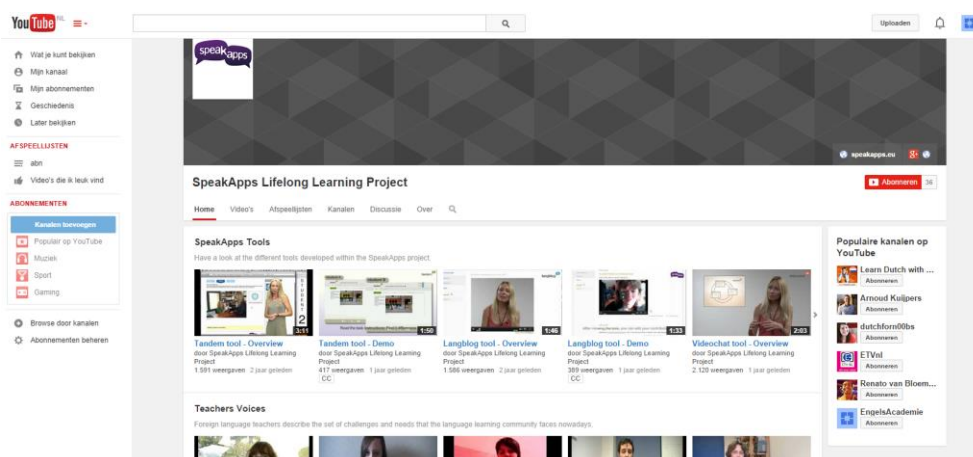 YouTube NL
Uploaden
Wat je kunt bekijken
Mijn kanaal
Mijn abonnementen
Geschiedenis
Later bekijken
AFSPEELLIJSTEN
abn
Video's die ik leuk vind
ABONNEMENTEN
Kanalen toevoegen
Populair op YouTube
Muziek
Sport
Gaming
Browse door kanalen
Abonnementen beheren
speakapps
speakapps.eu
SpeakApps Lifelong Learning Project
Abonneren 36
Home Video's Afspeellijsten Kanalen Discussie Over
SpeakApps Tools
Have a look at the different tools developed within the SpeakApps project
STUDENT 2
3:11
Tandem tool - Overview
door SpeakApps Lifelong Learning
Project
1.591 weergaven 2 jaar geleden
1:50
Tandem tool - Demo
door SpeakApps Lifelong Learning
Project
417 weergaven 1 jaar geleden
CC
1:46
Langblog tool - Overview
door SpeakApps Lifelong Learning
Project
1.586 weergaven 2 jaar geleden
1:33
Langblog tool - Demo
door SpeakApps Lifelong Learning
Project
389 weergaven 1 jaar geleden
CC
2:03
Videochat tool - Overview
door SpeakApps Lifelong Learning
Project
2.120 weergaven 1 jaar geleden
Teachers Voices
Foreign language teachers describe the set of challenges and needs that the language learning community faces nowadays.
Populaire kanalen op
YouTube
Learn Dutch with ...
Abonneren
Arnoud Kuijpers
Abonneren
dutchforn00bs
Abonneren
ETVnl
Abonneren
Renato van Bloem...
Abonneren
EngelsAcademie
Abonneren